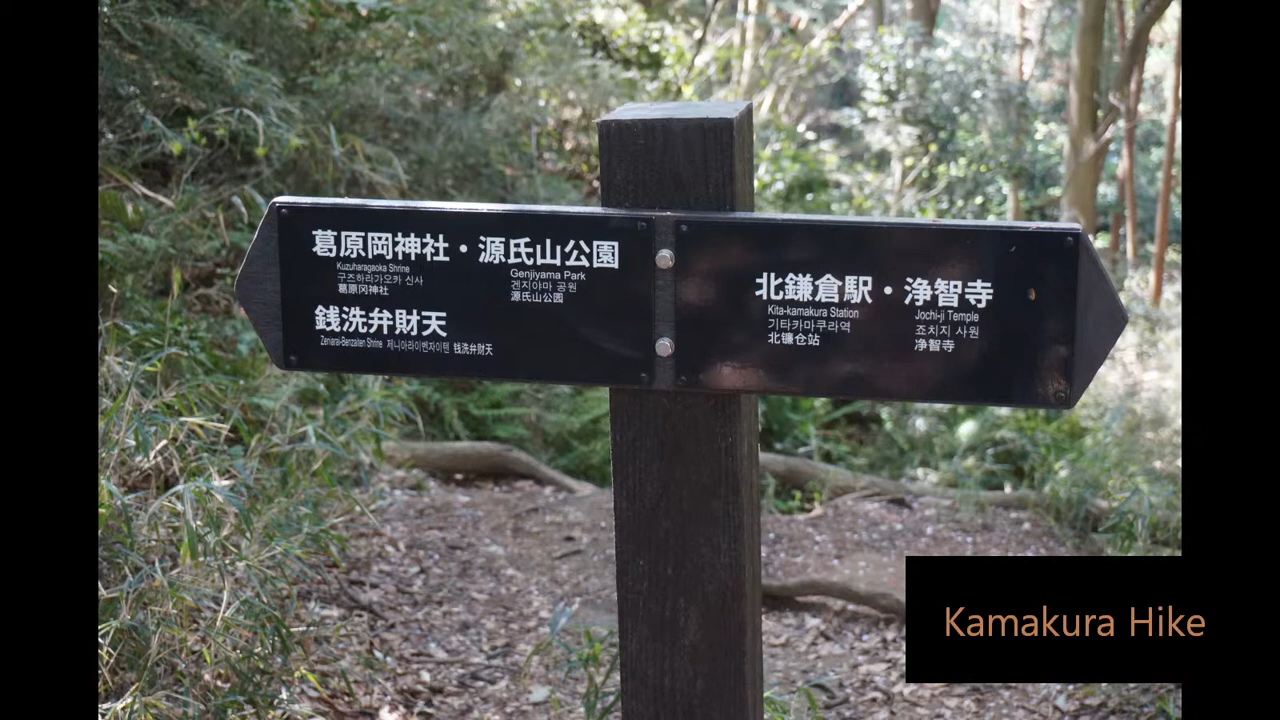 葛原岡神社・源氏山公園
Kuzuharagaoka Shrine Genjiyama Park
구즈하라가오카 신사 겐지야마 공원
葛原冈神社 源氏山公园
銭洗弁財天
Zeniarai-Benzaiten Shrine 제니아라이벤자이텐 钱洗弁财天
北鎌倉駅・浄智寺
Kita-kamakura Station Jochi-ji Temple
기타카마쿠라역 죠치지 사원
北镰仓站 净智寺
Kamakura Hike